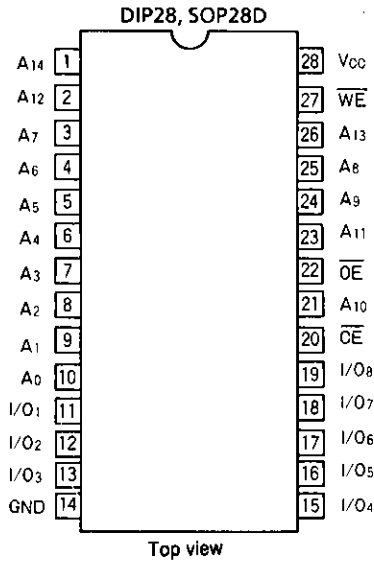 DIP28, SOP28D
A14 1 28 VCC
A12 2 27 WE
A7 3 26 A13
A6 4 25 A8
A5 5 24 A9
A4 6 23 A11
A3 7 22 OE
A2 8 21 A10
A1 9 20 CE
A0 10 19 I/O8
I/O1 11 18 I/O7
I/O2 12 17 I/O6
I/O3 13 16 I/O5
GND 14 15 I/O4
Top view